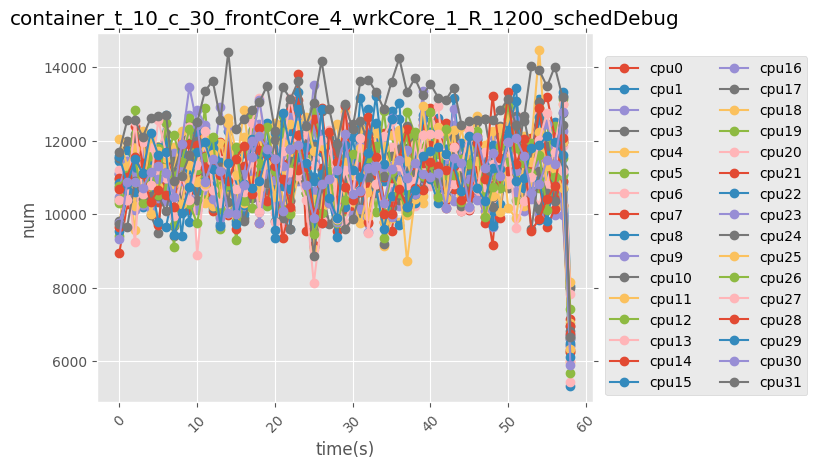 container_t_10_c_30_frontCore_4_wrkCore_1_R_1200_schedDebug
14000
12000
10000
8000
6000
num
0
10
20
30
40
50
60
time(s)
cpu0
cpu1
cpu2
cpu3
cpu4
cpu5
cpu6
cpu7
cpu8
cpu9
cpu10
cpu11
cpu12
cpu13
cpu14
cpu15
cpu16
cpu17
cpu18
cpu19
cpu20
cpu21
cpu22
cpu23
cpu24
cpu25
cpu26
cpu27
cpu28
cpu29
cpu30
cpu31